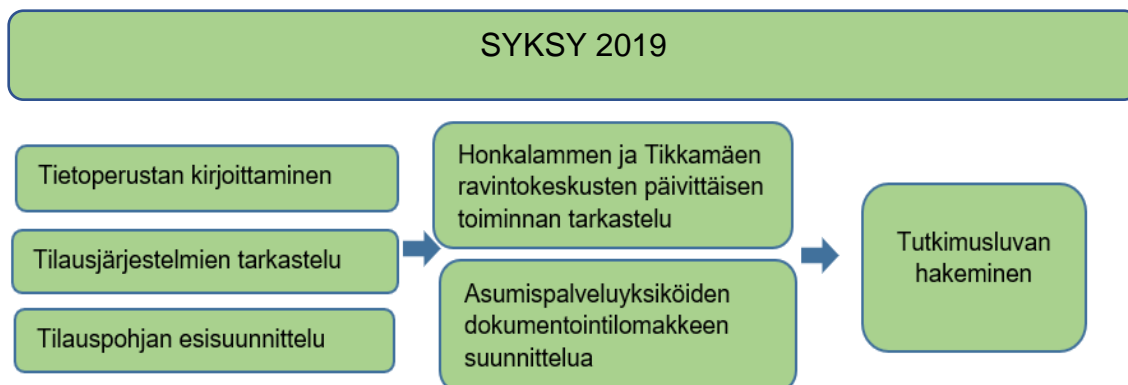 SYKSY 2019
Tietoperustan kirjoittaminen
Tilausjärjestelmien tarkastelu
Tilauspohjan esisuunnittelu
Honkalammen ja Tikkamäen
ravintokeskusten päivittäisen
toiminnan tarkastelu
Asumispalveluyksiköiden
dokumentointilomakkeen
suunnittelua
Tutkimusluvan
hakeminen